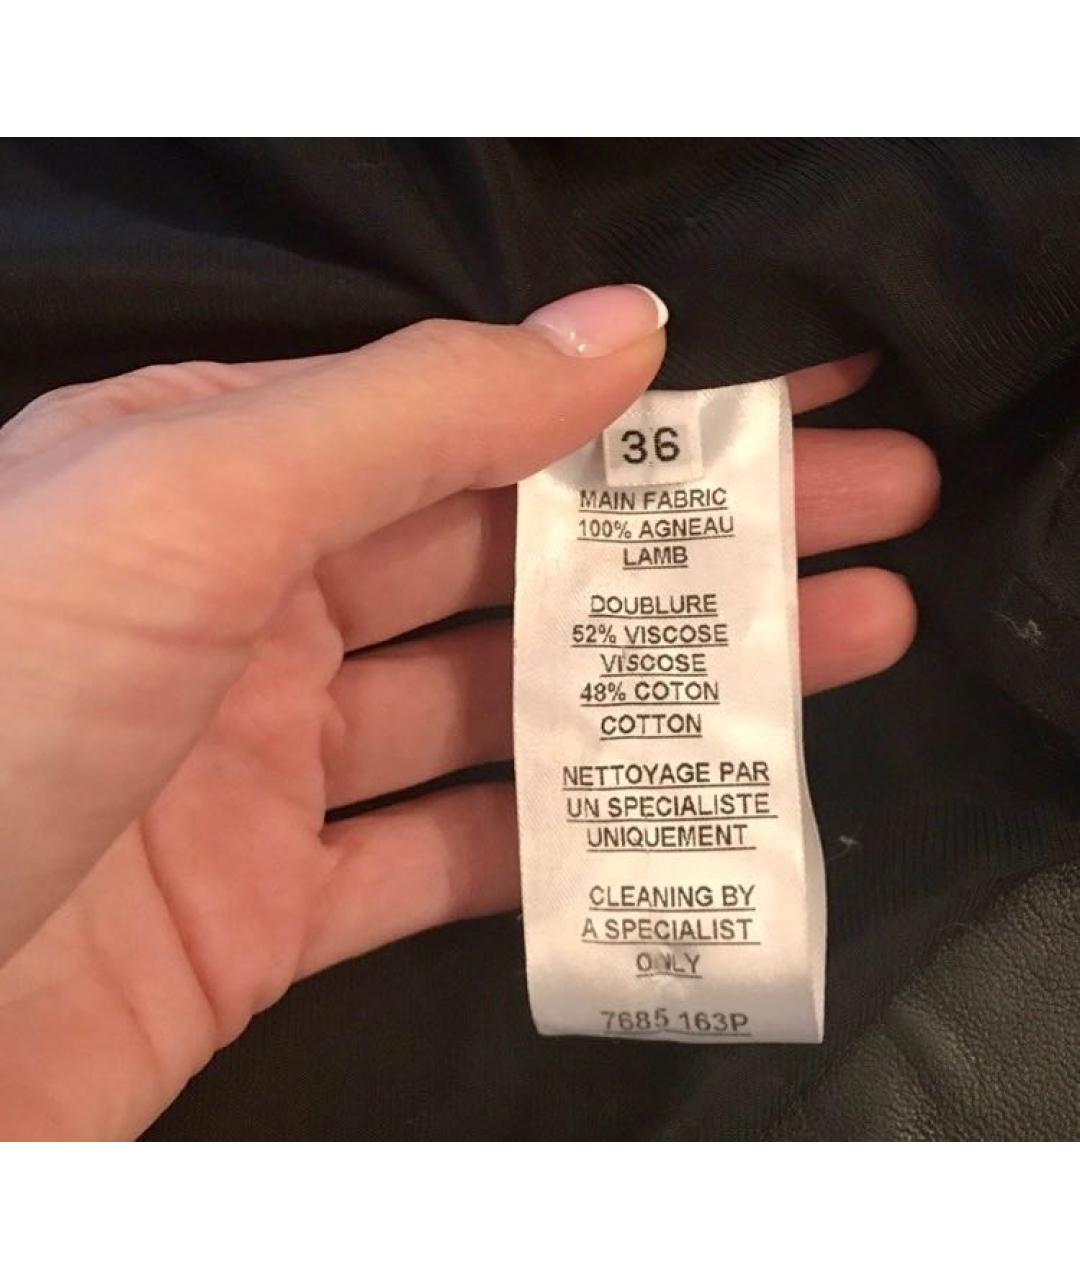 36
MAIN FABRIC
100% AGNEAU
LAMB
DOUBLURE
52% VISCOSE
VISCOSE
48% COTON
COTTON
NETTOYAGE PAR
UN SPECIALISTE
UNIQUEMENT
CLEANING BY
A SPECIALIST
ONLY
7685 163P